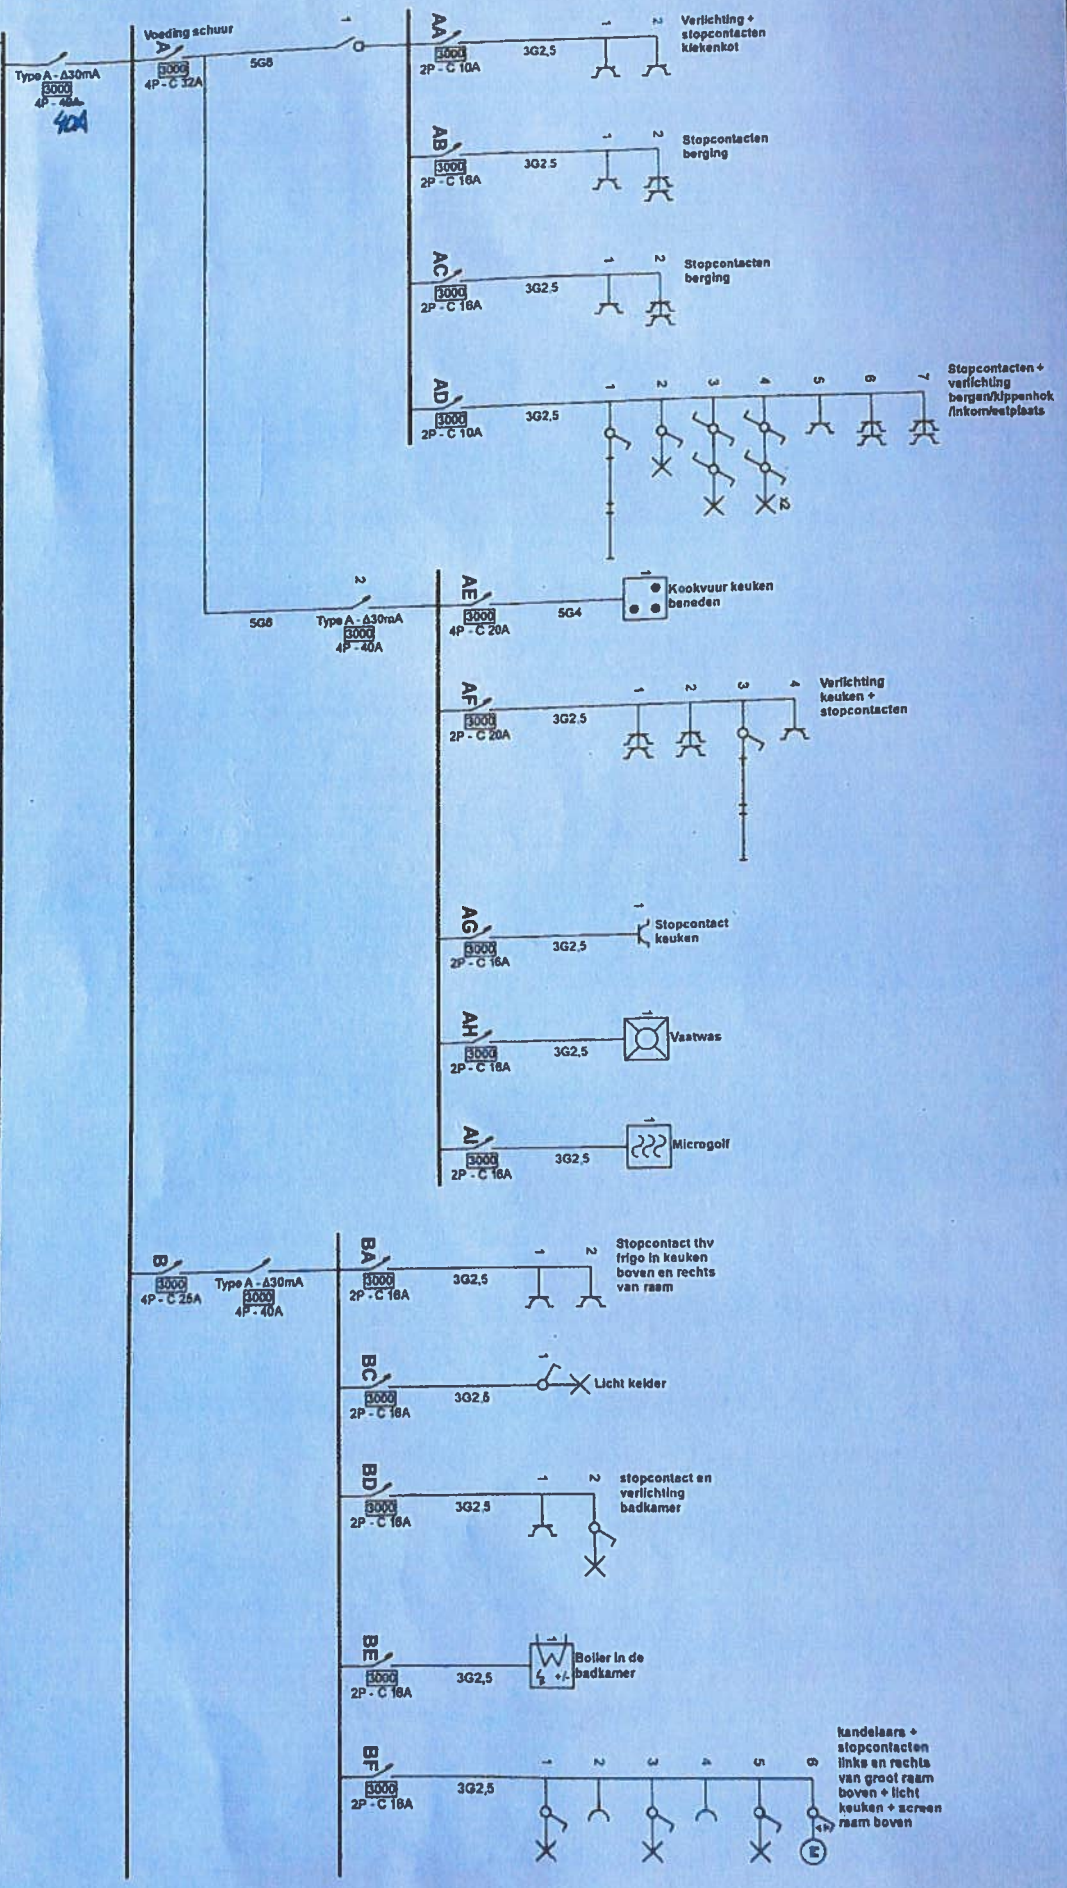 Voeding schuur
Type A - Δ30mA
3000
4P - 40A
40A
A
3000
4P - C 32A
5G6
1
AA
3000
2P - C 10A
3G2,5
1
2
Verlichting +
stopcontacten
kiekenkot
AB
3000
2P - C 16A
3G2.5
1
2
Stopcontacten
berging
AC
3000
2P - C 16A
3G2.5
1
2
Stopcontacten
berging
AD
3000
2P - C 10A
3G2,5
1
2
3
4
5
6
7
x2
Stopcontacten +
verlichting
bergen/kippenhok
/inkom/eetplaats
5G6
2
Type A - Δ30mA
3000
4P - 40A
AE
3000
4P - C 20A
5G4
1
Kookvuur keuken
beneden
AF
3000
2P - C 20A
3G2,5
1
2
3
4
Verlichting
keuken +
stopcontacten
AG
3000
2P - C 16A
3G2,5
1
Stopcontact
keuken
AH
3000
2P - C 16A
3G2,5
1
Vaatwas
AI
3000
2P - C 16A
3G2,5
1
Microgolf
B
3000
4P - C 25A
Type A - Δ30mA
3000
4P - 40A
BA
3000
2P - C 16A
3G2,5
1
2
Stopcontact thv
frigo in keuken
boven en rechts
van raam
BC
3000
2P - C 16A
3G2,5
1
Licht kelder
BD
3000
2P - C 16A
3G2,5
1
2
stopcontact en
verlichting
badkamer
BE
3000
2P - C 16A
3G2,5
1
+/-
Boiler in de
badkamer
BF
3000
2P - C 16A
3G2,5
1
2
3
4
5
6
M
kandelaars +
stopcontacten
links en rechts
van groot raam
boven + licht
keuken + screen
raam boven